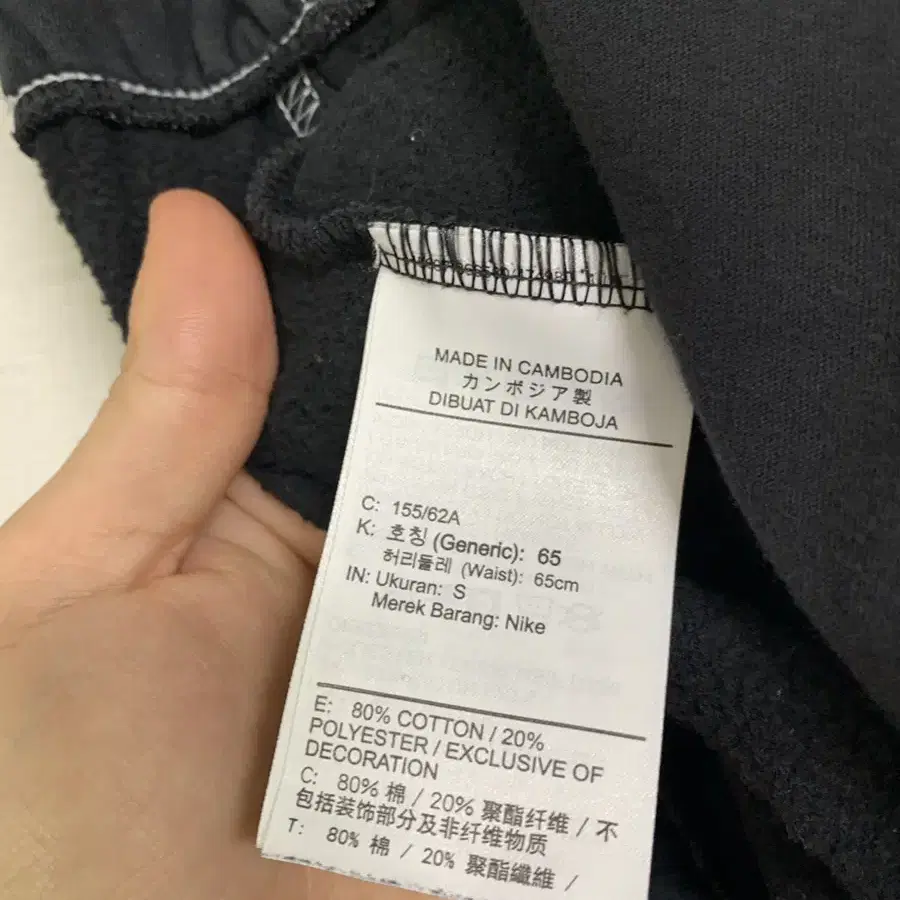 MADE IN CAMBODIA
カンボジア製
DIBUAT DI KAMBOJA
C: 155/62A
K: 호칭 (Generic): 65
허리둘레 (Waist): 65cm
IN: Ukuran: S
Merek Barang: Nike
E: 80% COTTON / 20%
POLYESTER / EXCLUSIVE OF
DECORATION
C: 80% 棉 / 20% 聚酯纤维 / 不
包括装饰部分及非纤维物质
T: 80% 棉 / 20% 聚酯纖維 /